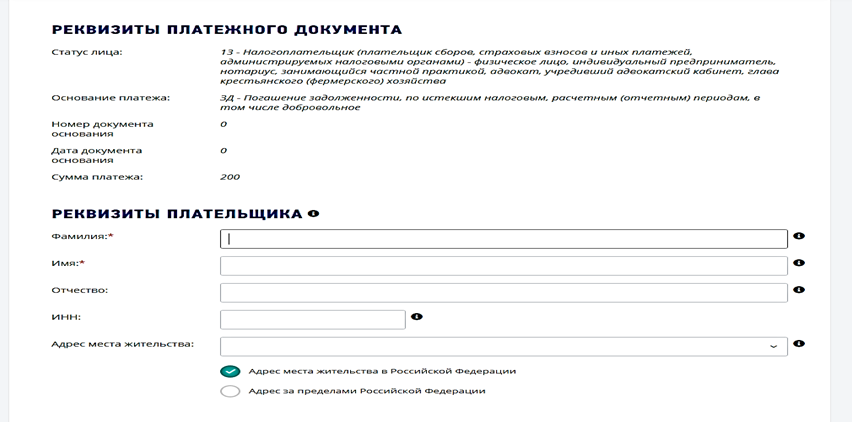 РЕКВИЗИТЫ ПЛАТЕЖНОГО ДОКУМЕНТА
Статус лица:
13 - Налогоплательщик (плательщик сборов, страховых взносов и иных платежей,
администрируемых налоговыми органами) - физическое лицо, индивидуальный предприниматель,
нотариус, занимающийся частной практикой, адвокат, учредивший адвокатский кабинет, глава
крестьянского (фермерского) хозяйства
Основание платежа:
ЗД - Погашение задолженности, по истекшим налоговым, расчетным (отчетным) периодам, в
том числе добровольное
Номер документа
основания
0
Дата документа
основания
0
Сумма платежа:
200
РЕКВИЗИТЫ ПЛАТЕЛЬЩИКА
Фамилия:*
Имя:*
Отчество:
ИНН:
Адрес места жительства:
Адрес места жительства в Российской Федерации
Адрес за пределами Российской Федерации